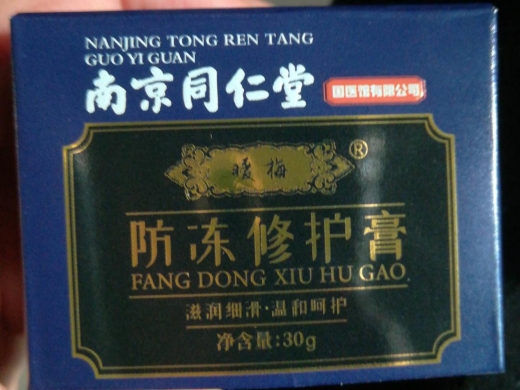 NANJING TONG REN TANG
GUO YI GUAN
南京同仁堂 国医馆有限公司
暖梅®
防冻修护膏
FANG DONG XIU HU GAO
滋润细滑·温和呵护
净含量:30g